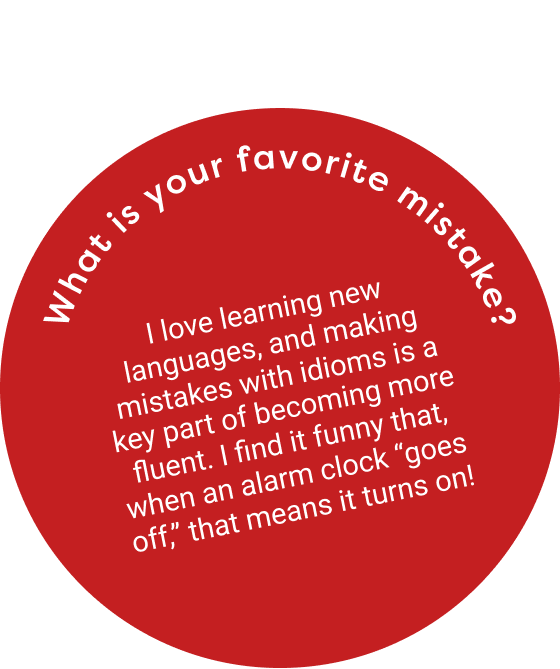 What is your favorite mistake?
I love learning new
languages, and making
mistakes with idioms is a
key part of becoming more
fluent. I find it funny that,
when an alarm clock “goes
off,” that means it turns on!